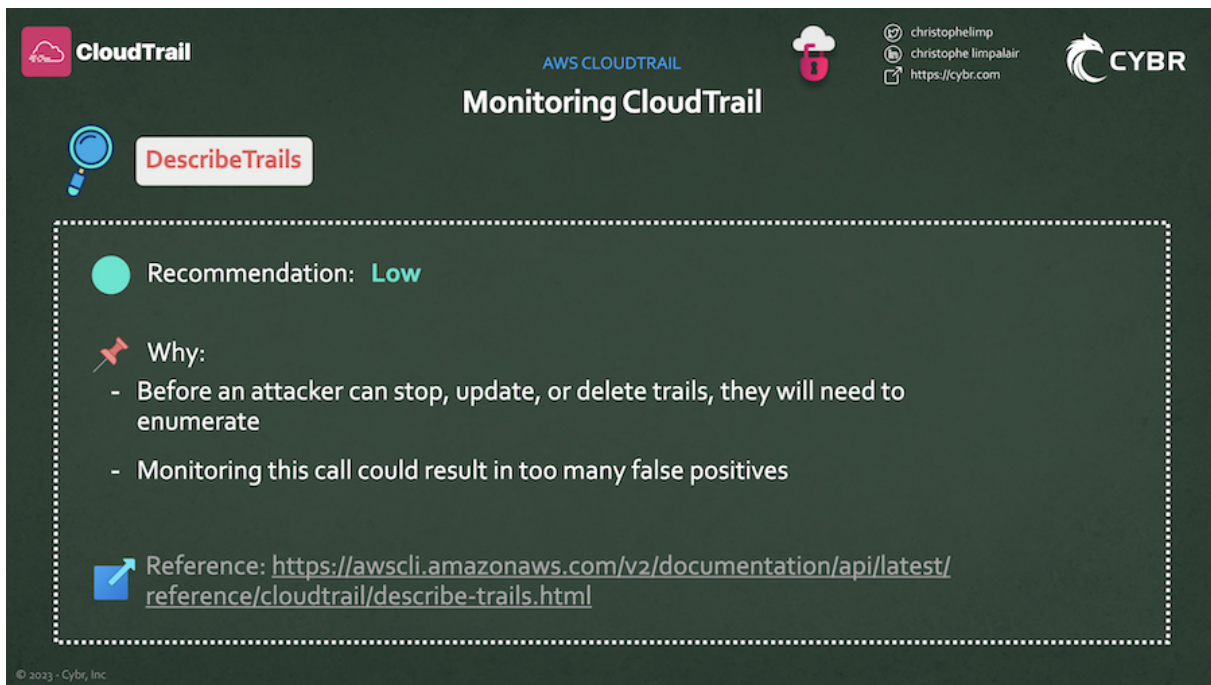 CloudTrail
AWS CLOUDTRAIL
Monitoring CloudTrail
christophelimp
christophe limpalair
https://cybr.com
CYBR
DescribeTrails
Recommendation: Low
Why:
- Before an attacker can stop, update, or delete trails, they will need to
enumerate
- Monitoring this call could result in too many false positives
Reference: https://awscli.amazonaws.com/v2/documentation/api/latest/
reference/cloudtrail/describe-trails.html
© 2023 - Cybr, Inc